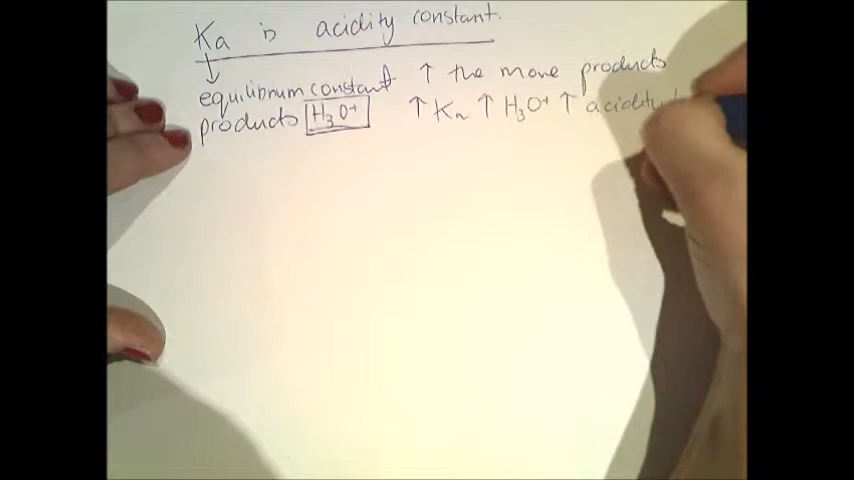 Ka is acidity constant.
↓
equilibrium constant ↑ the more products
products H₃O⁺ ↑ Ka ↑ H₃O⁺ ↑ acidity